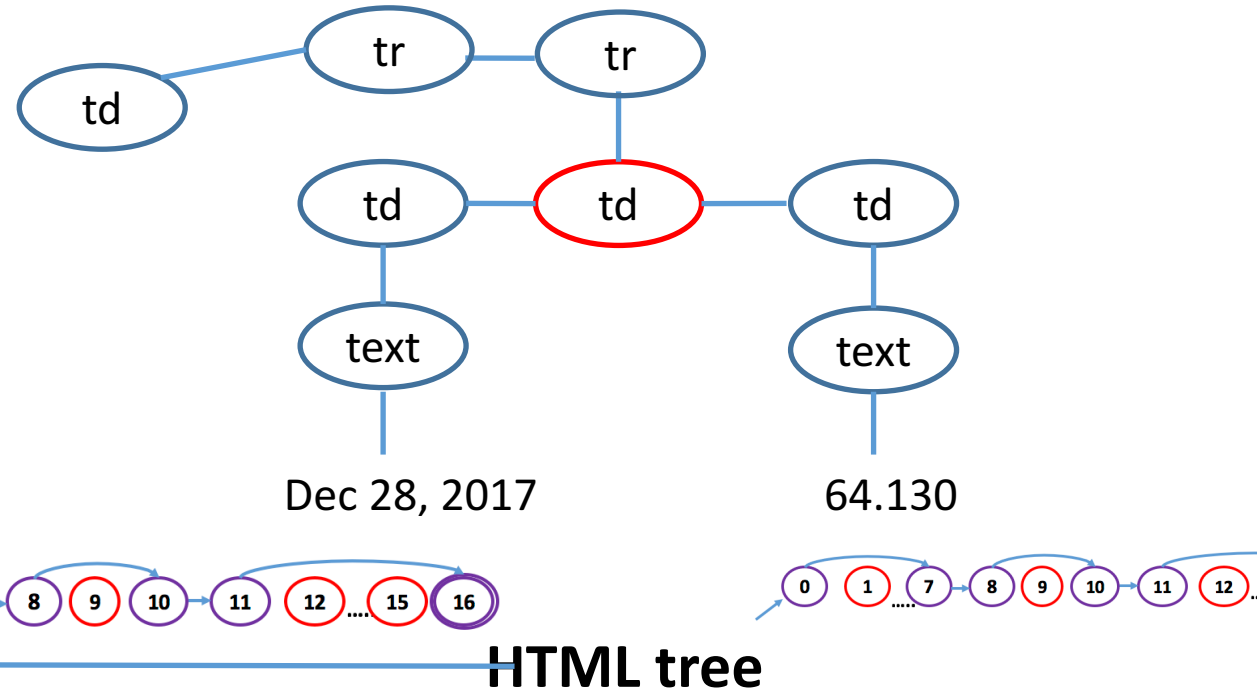 tr
tr
td
td
td
td
text
text
Dec 28, 2017
64.130
8 9 10 11 12 ..... 15 16
0 1 ..... 7 8 9 10 11 12 ..
HTML tree